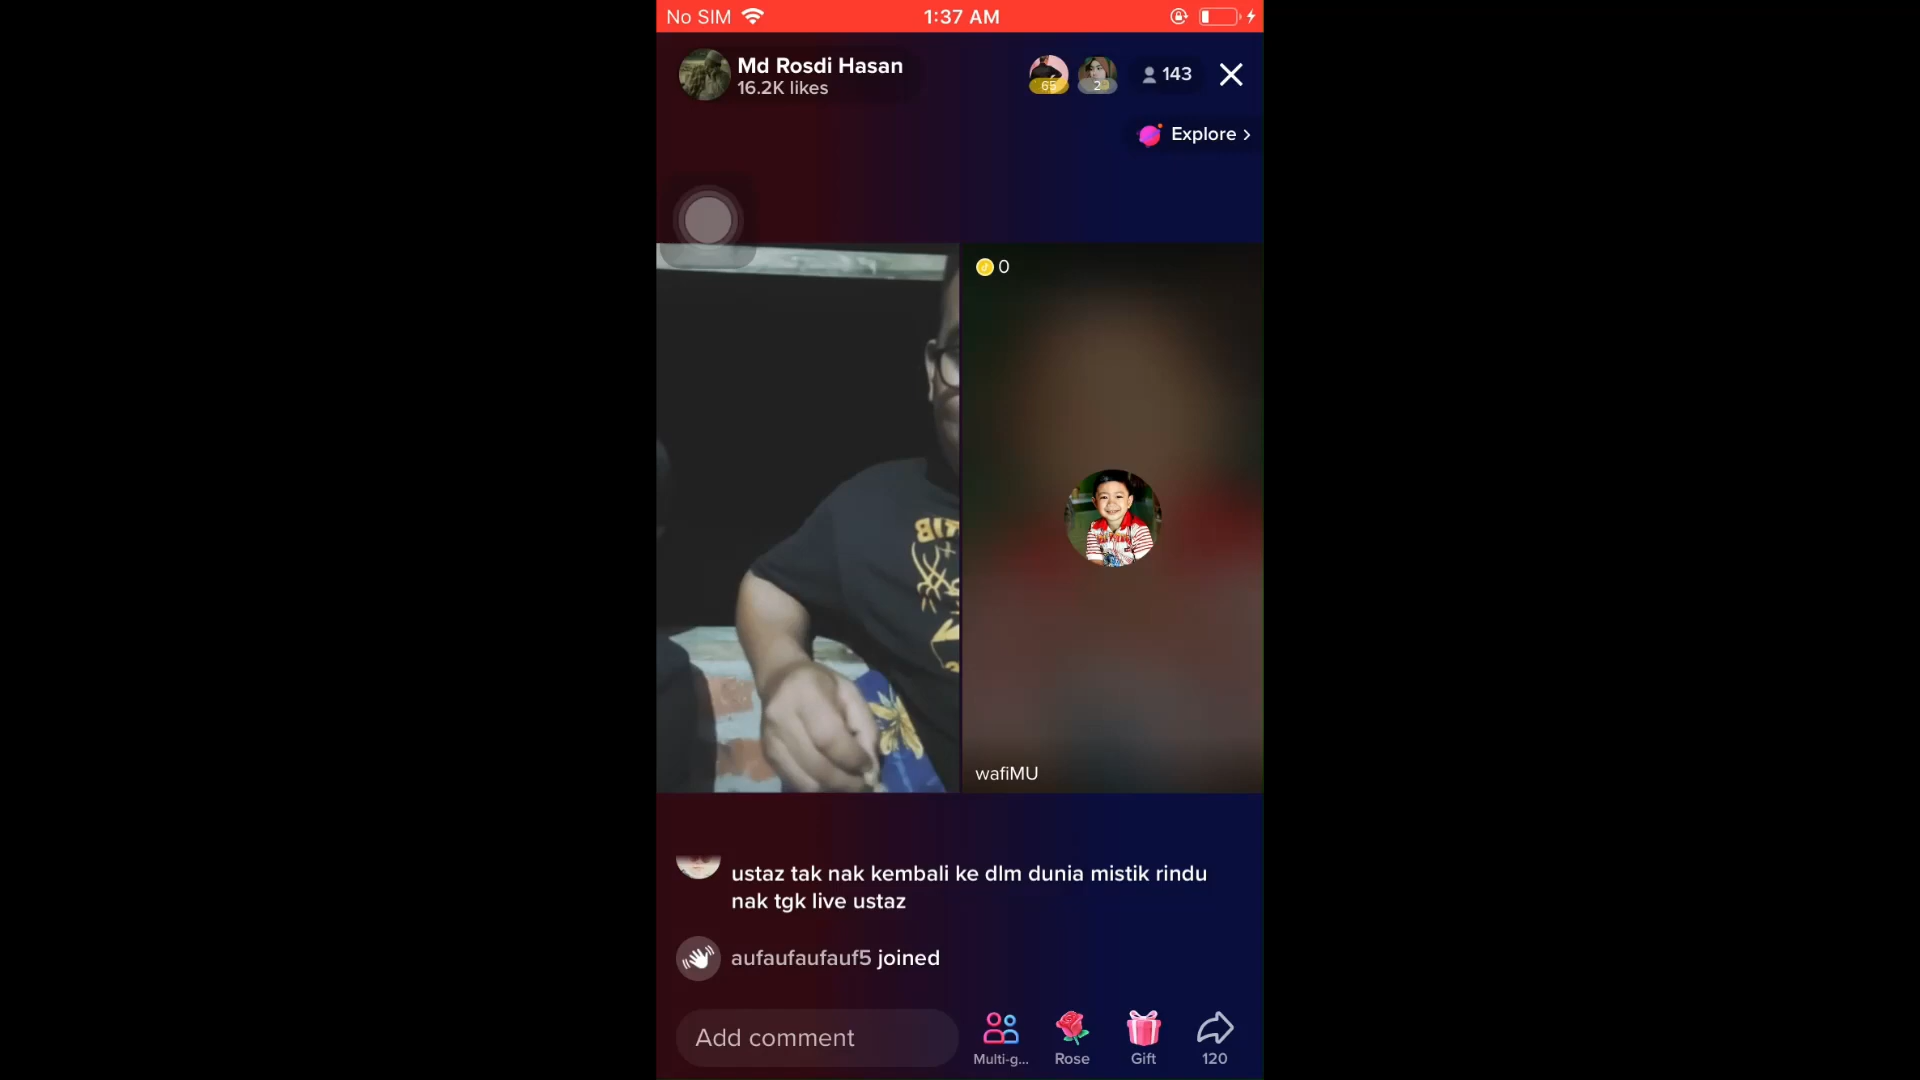 No SIM
1:37 AM
Md Rosdi Hasan
16.2K likes
65
2
143
Explore >
0
wafiMU
ustaz tak nak kembali ke dlm dunia mistik rindu
nak tgk live ustaz
aufaufaufauf5 joined
Add comment
Multi-g...
Rose
Gift
120